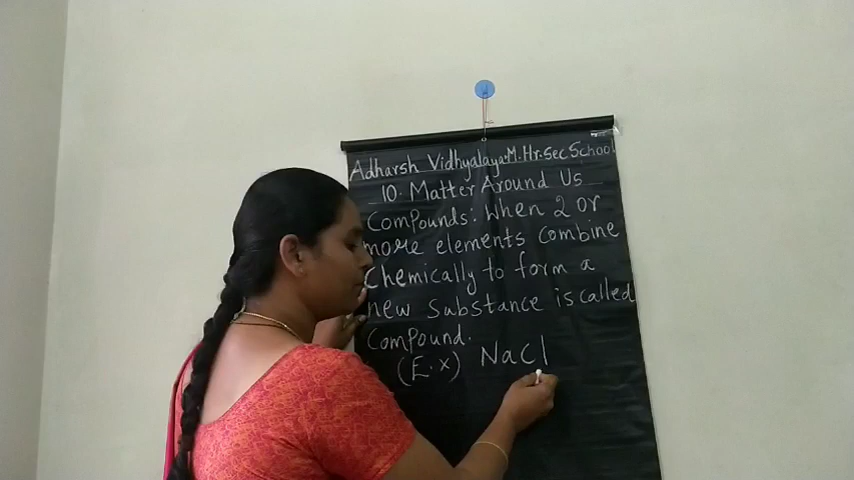 Adharsh Vidhyalaya M.Hr.Sec School
10. Matter Around Us
Compounds: When 2 or
more elements combine
Chemically to form a
new Substance is called
Compound.
(E.x) NaCl